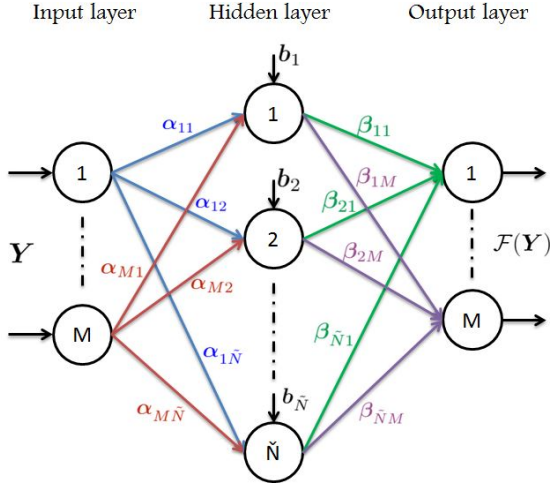 Input layer Hidden layer Output layer
b₁
1
α₁₁ β₁₁
1 β₁M 1
α₁₂ b₂ β₂₁
Y αM₁ 2 F(Y)
αM₂ β₂M
M M
α₁Ñ βÑ₁
αMÑ bÑ βÑM
Ň